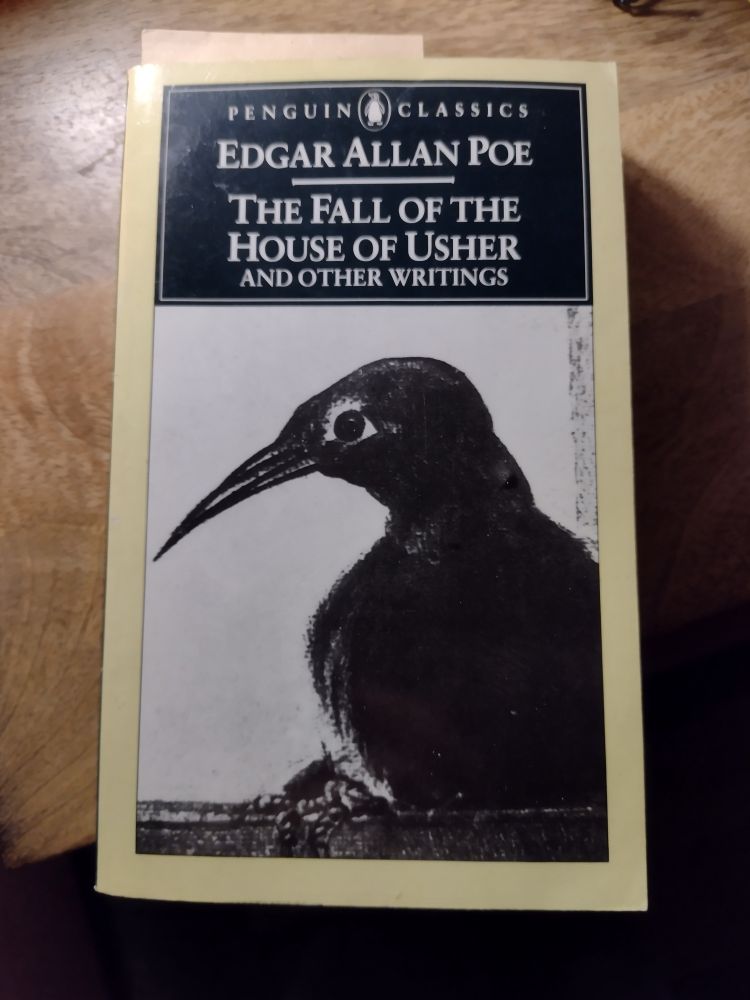 PENGUIN CLASSICS
EDGAR ALLAN POE
THE FALL OF THE
HOUSE OF USHER
AND OTHER WRITINGS